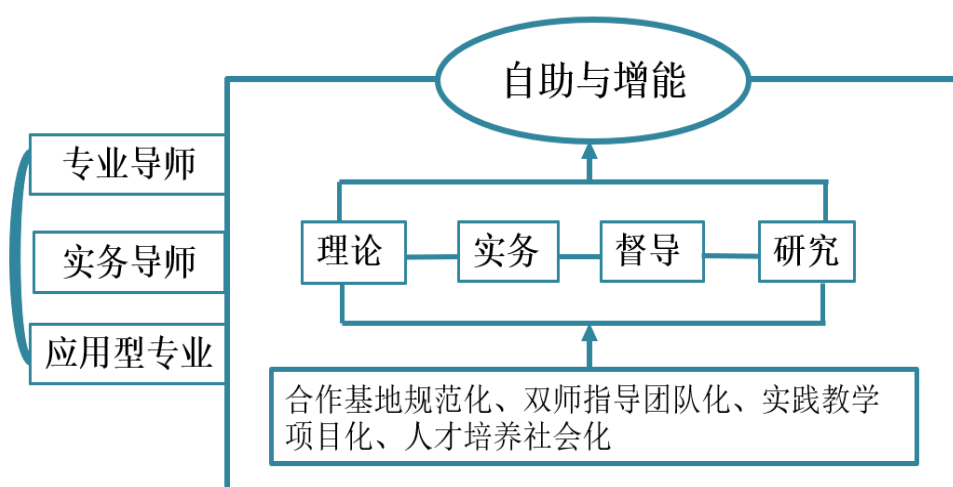 自助与增能
专业导师
实务导师
应用型专业
理论
实务
督导
研究
合作基地规范化、双师指导团队化、实践教学
项目化、人才培养社会化